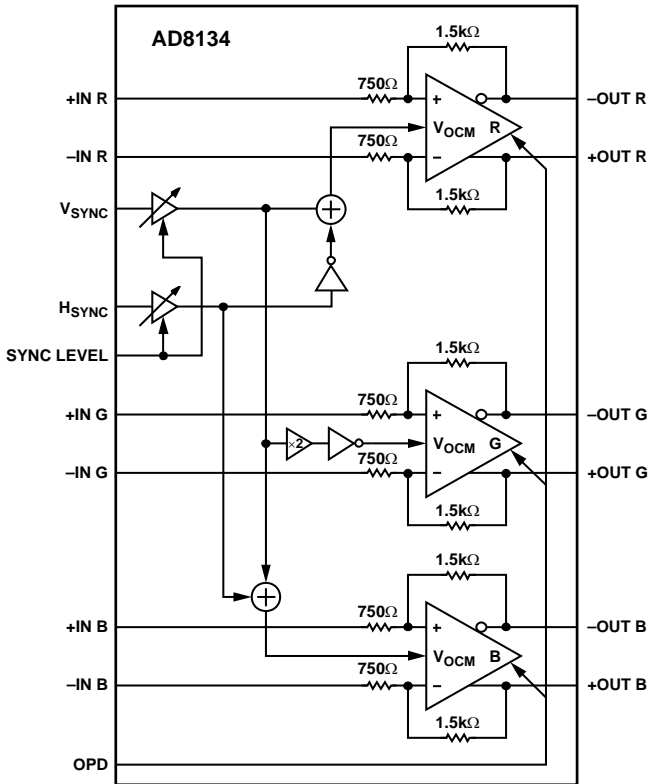 AD8134
1.5kΩ
+IN R
750Ω
+
–OUT R
VOCM R
–IN R
750Ω
–
+OUT R
1.5kΩ
VSYNC
HSYNC
SYNC LEVEL
1.5kΩ
+IN G
750Ω
+
–OUT G
×2
VOCM G
–IN G
750Ω
–
+OUT G
1.5kΩ
1.5kΩ
+IN B
750Ω
+
–OUT B
VOCM B
–IN B
750Ω
–
+OUT B
1.5kΩ
OPD